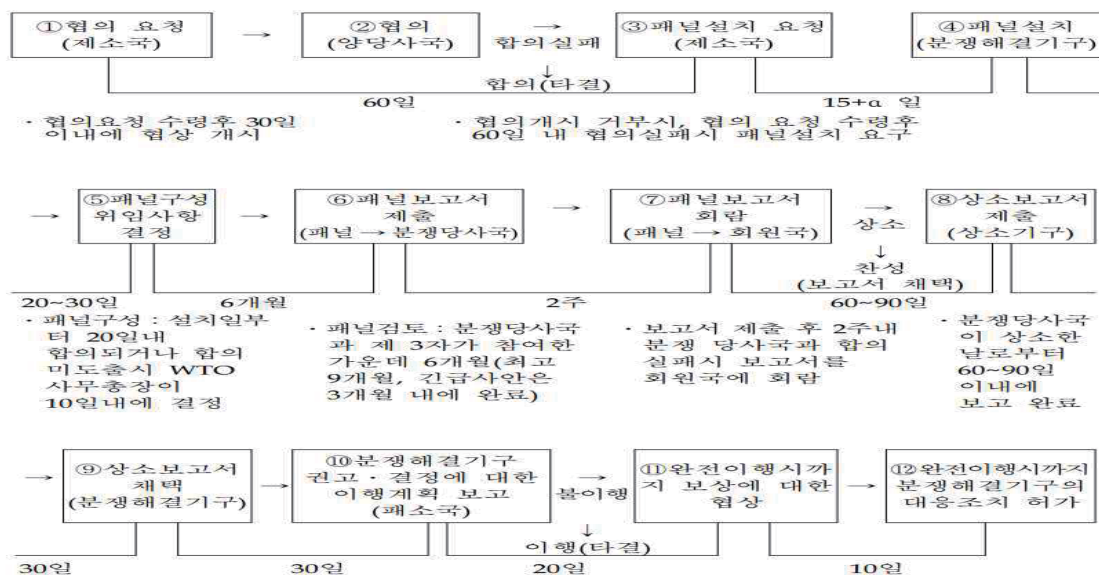 ①협의 요청 → ②협의 → ③패널설치 요청 ④패널설치
(제소국) (양당사국) 합의실패 (제소국) (분쟁해결기구)
↓
합의(타결)
60일 15+α 일
· 협의요청 수령후 30일 · 협의개시 거부시, 협의 요청 수령후
이내에 협상 개시 60일 내 협의실패시 패널설치 요구
→ ⑤패널구성 → ⑥패널보고서 → ⑦패널보고서 → ⑧상소보고서
위임사항 제출 회람 상소 제출
결정 (패널→분쟁당사국) (패널→회원국) (상소기구)
↓
찬성
(보고서 채택)
20~30일 6개월 2주 60~90일
· 패널구성 : 설치일부
터 20일내
합의되거나 합의
미도출시 WTO
사무총장이
10일내에 결정
· 패널검토 : 분쟁당사국
과 제 3자가 참여한
가운데 6개월(최고
9개월, 긴급사안은
3개월 내에 완료)
· 보고서 제출 후 2주내
분쟁 당사국과 합의
실패시 보고서를
회원국에 회람
· 분쟁당사국
이 상소한
날로부터
60~90일
이내에
보고 완료
→ ⑨상소보고서 → ⑩분쟁해결기구 → ⑪완전이행시까 → ⑫완전이행시까지
채택 권고·결정에 대한 불이행 지 보상에 대한 분쟁해결기구의
(분쟁해결기구) 이행계획 보고 협상 대응조치 허가
(패소국)
↓
이행(타결)
30일 30일 20일 10일